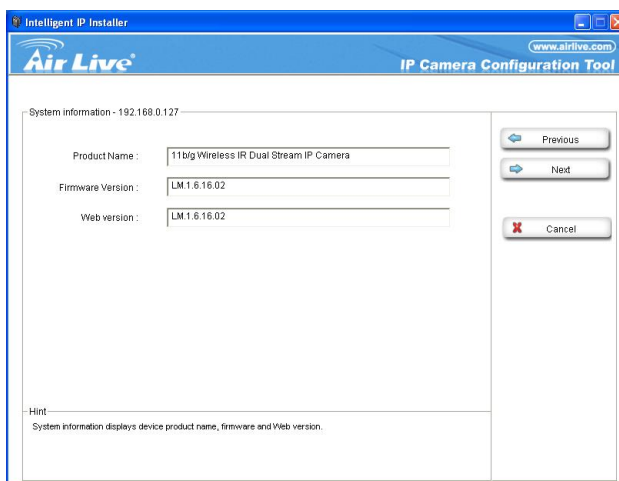 Intelligent IP Installer
Air Live
www.airlive.com
IP Camera Configuration Tool
System information - 192.168.0.127
Product Name : 11b/g Wireless IR Dual Stream IP Camera
Firmware Version : LM.1.6.16.02
Web version : LM.1.6.16.02
Previous
Next
Cancel
Hint
System information displays device product name, firmware and Web version.